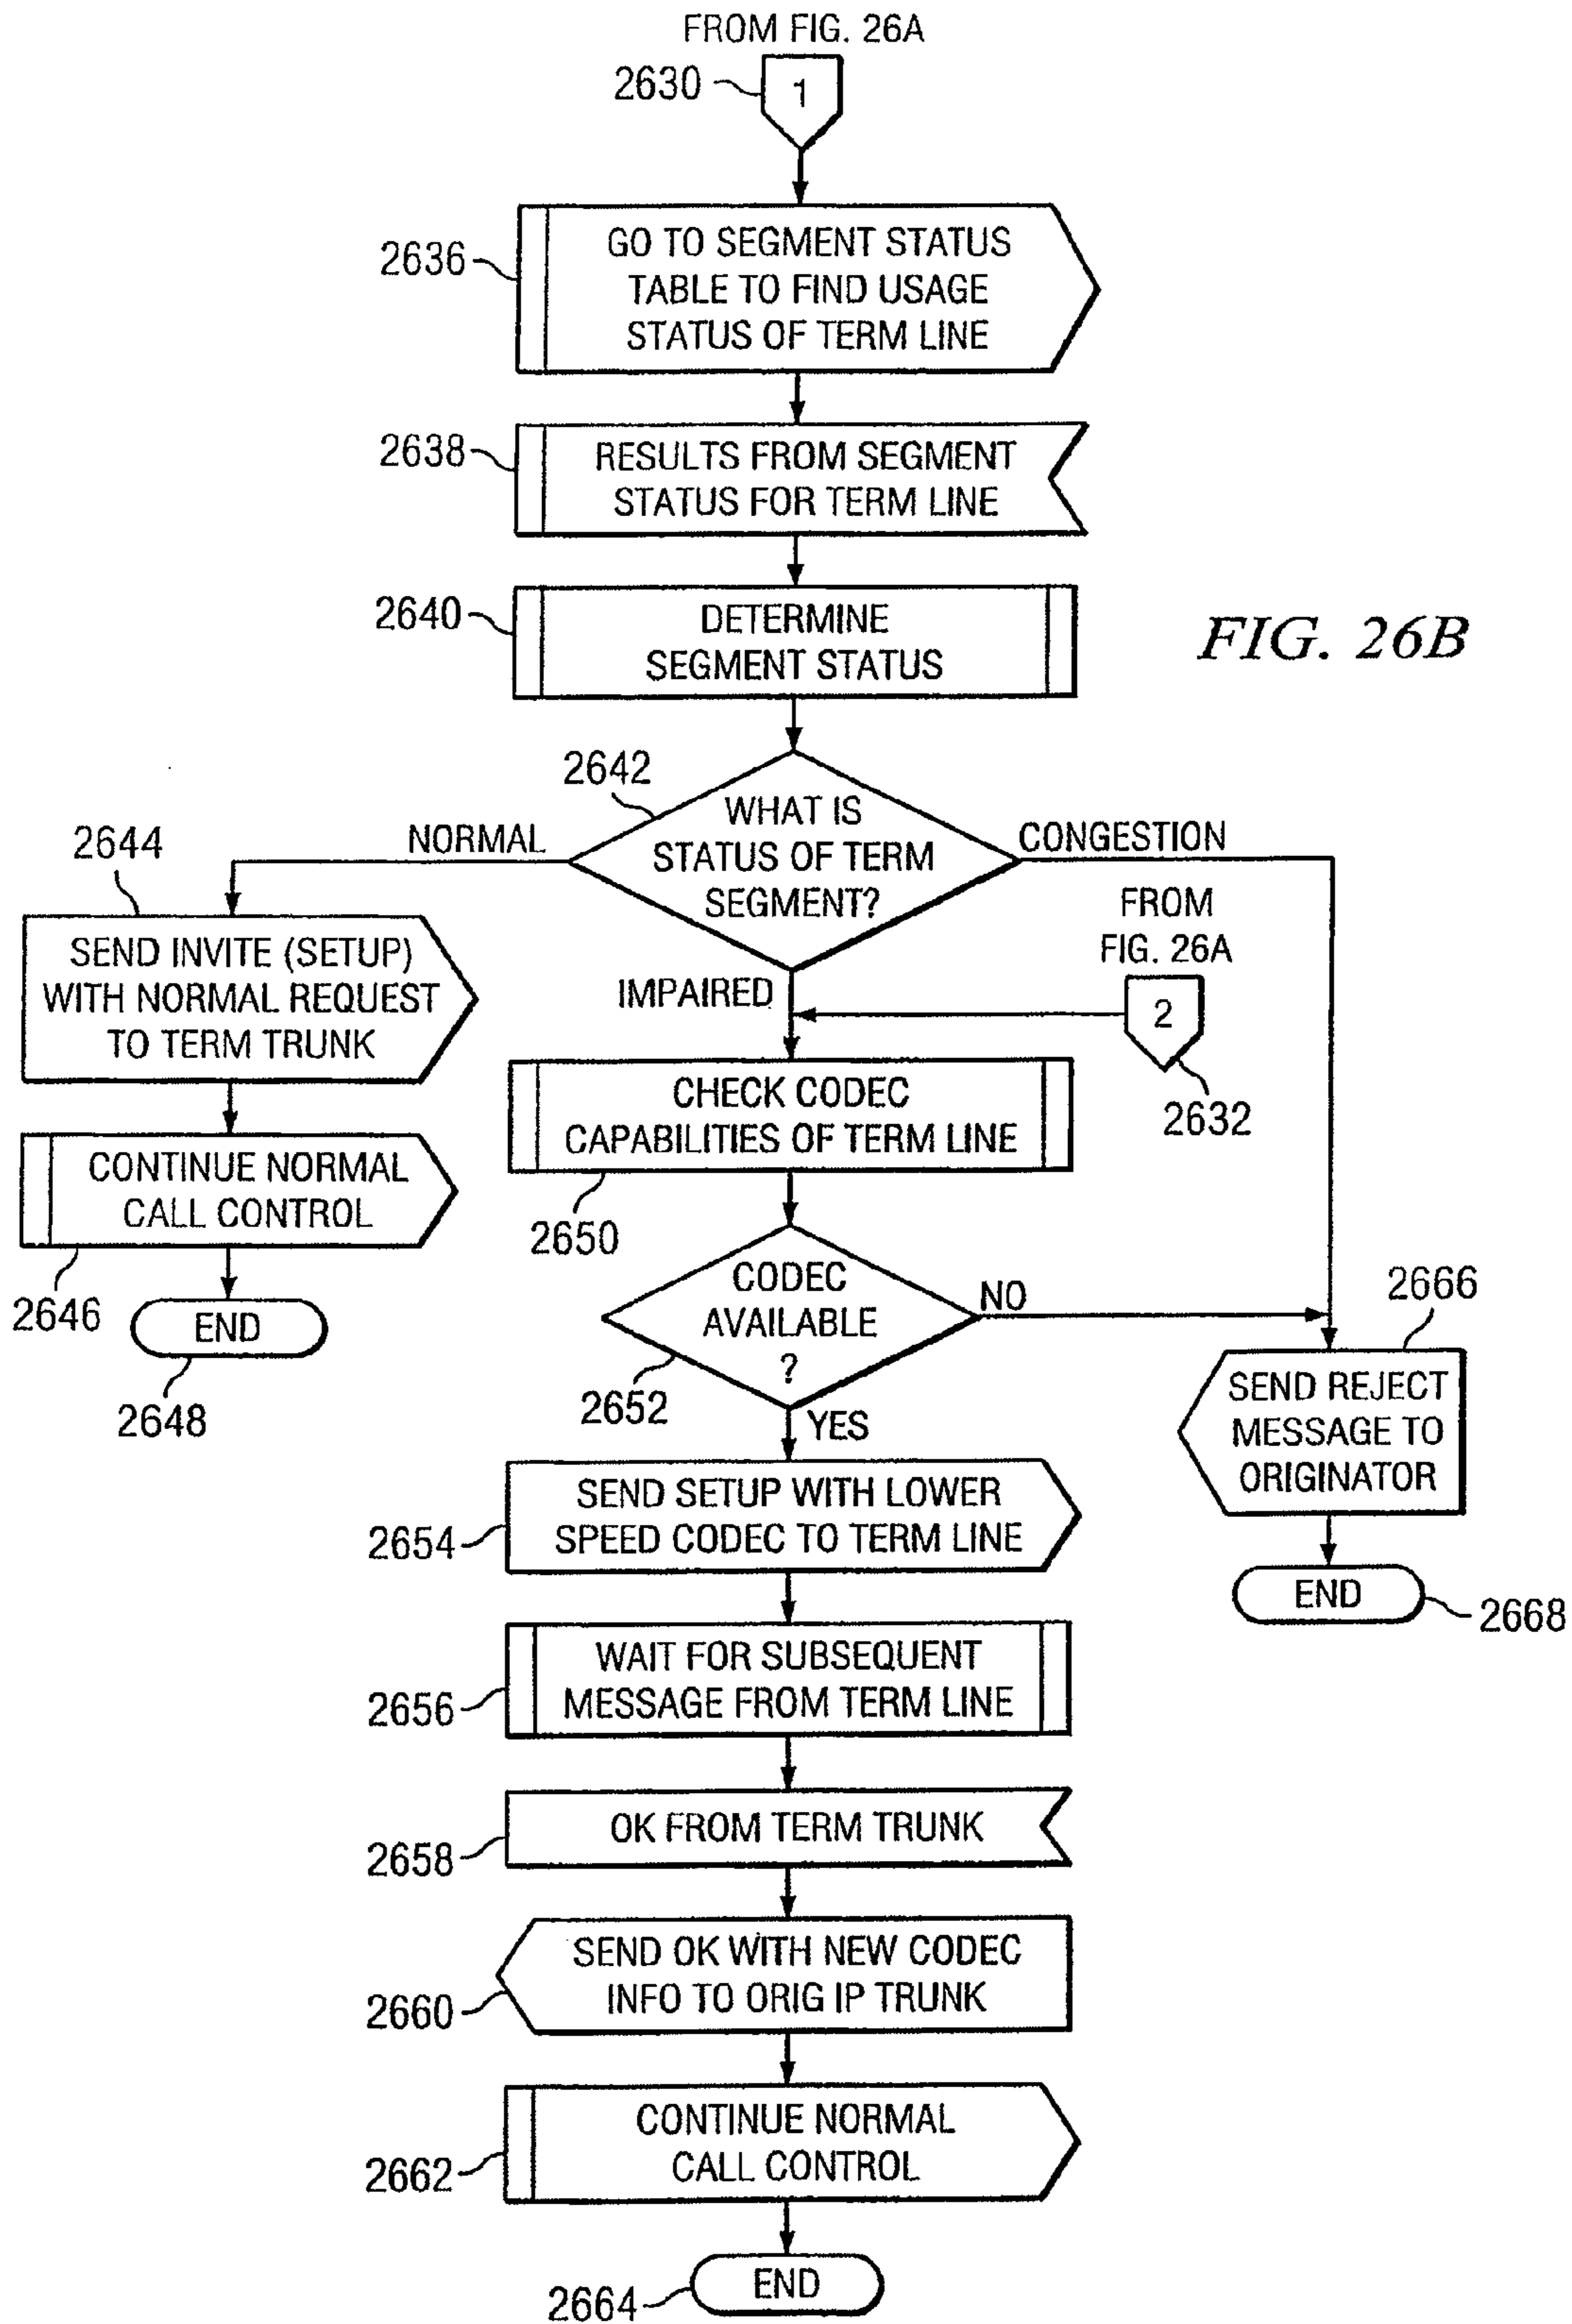 FROM FIG. 26A
2630
1
2636
GO TO SEGMENT STATUS
TABLE TO FIND USAGE
STATUS OF TERM LINE
2638
RESULTS FROM SEGMENT
STATUS FOR TERM LINE
2640
DETERMINE
SEGMENT STATUS
FIG. 26B
2642
WHAT IS
STATUS OF TERM
SEGMENT?
NORMAL
CONGESTION
IMPAIRED
2644
SEND INVITE (SETUP)
WITH NORMAL REQUEST
TO TERM TRUNK
CONTINUE NORMAL
CALL CONTROL
2646
END
2648
FROM
FIG. 26A
2
2632
CHECK CODEC
CAPABILITIES OF TERM LINE
2650
CODEC
AVAILABLE
?
2652
NO
YES
2666
SEND REJECT
MESSAGE TO
ORIGINATOR
END
2668
2654
SEND SETUP WITH LOWER
SPEED CODEC TO TERM LINE
2656
WAIT FOR SUBSEQUENT
MESSAGE FROM TERM LINE
2658
OK FROM TERM TRUNK
2660
SEND OK WITH NEW CODEC
INFO TO ORIG IP TRUNK
2662
CONTINUE NORMAL
CALL CONTROL
2664
END